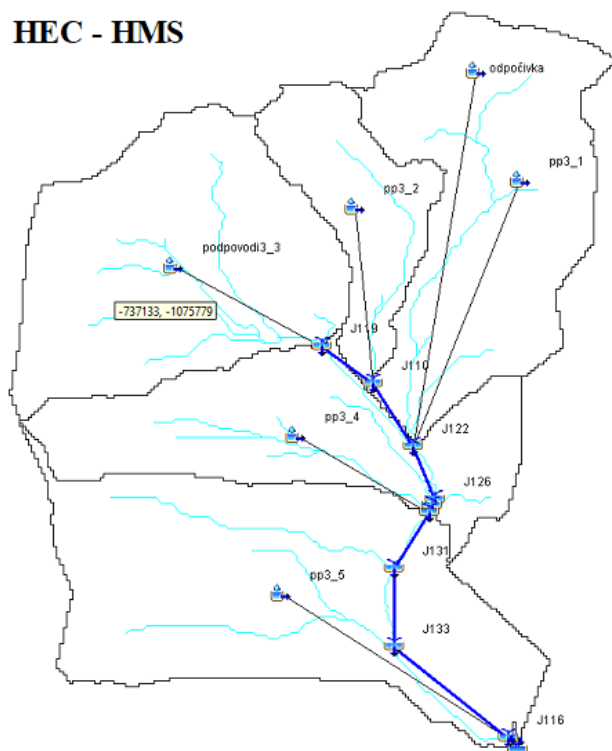 HEC - HMS
odpočivka
pp3_1
pp3_2
podpovodi3_3
-737133, -1075779
J119
J110
pp3_4
J122
J126
J131
pp3_5
J133
J116